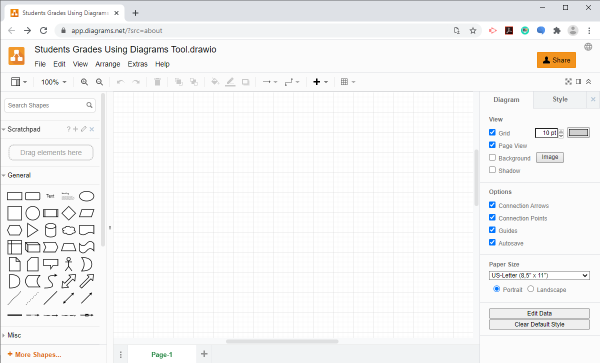 Students Grades Using Diagrams
app.diagrams.net/?src=about
Students Grades Using Diagrams Tool.drawio
File Edit View Arrange Extras Help
Share
100%
Search Shapes
Scratchpad
Drag elements here
General
Text
Misc
+ More Shapes...
Page-1
Diagram Style
View
Grid 10 pt
Page View
Background Image
Shadow
Options
Connection Arrows
Connection Points
Guides
Autosave
Paper Size
US-Letter (8,5" x 11")
Portrait Landscape
Edit Data
Clear Default Style